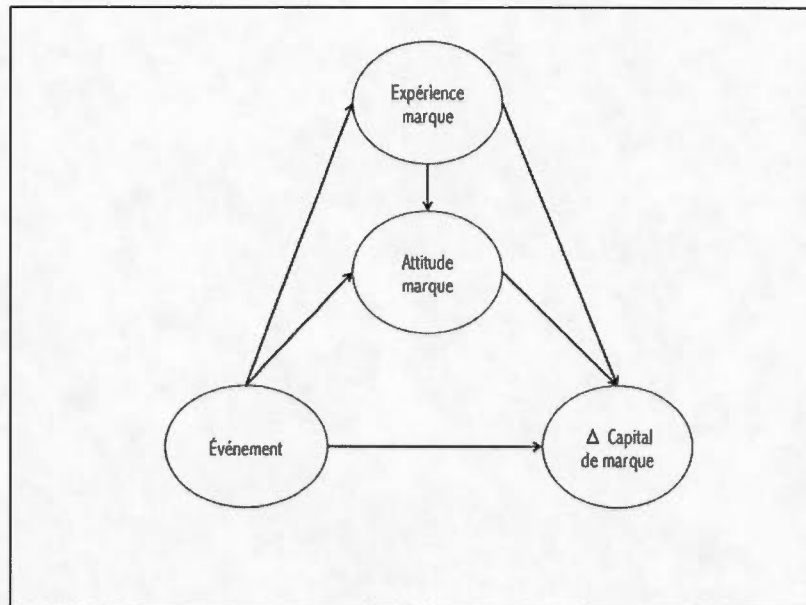 Expérience
marque
Attitude
marque
Événement
Δ Capital
de marque